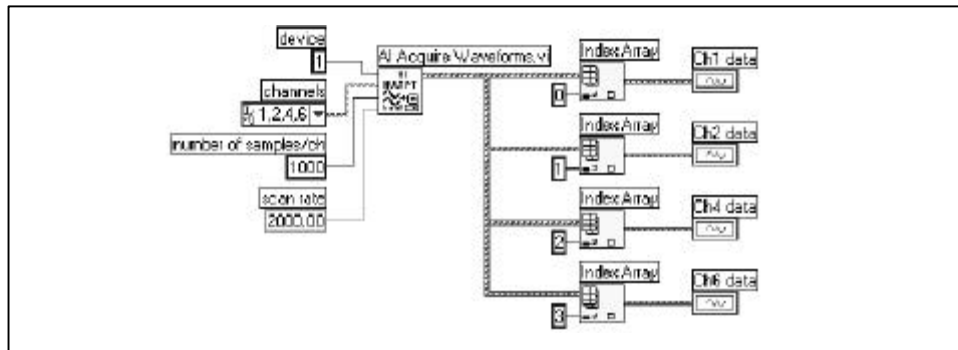 device
1
AI Acquire Waveforms.vi
channels
1,2,4,6
number of samples/ch
1000
scan rate
2000,00
Index Array
0
Ch1 data
Index Array
1
Ch2 data
Index Array
2
Ch4 data
Index Array
3
Ch6 data